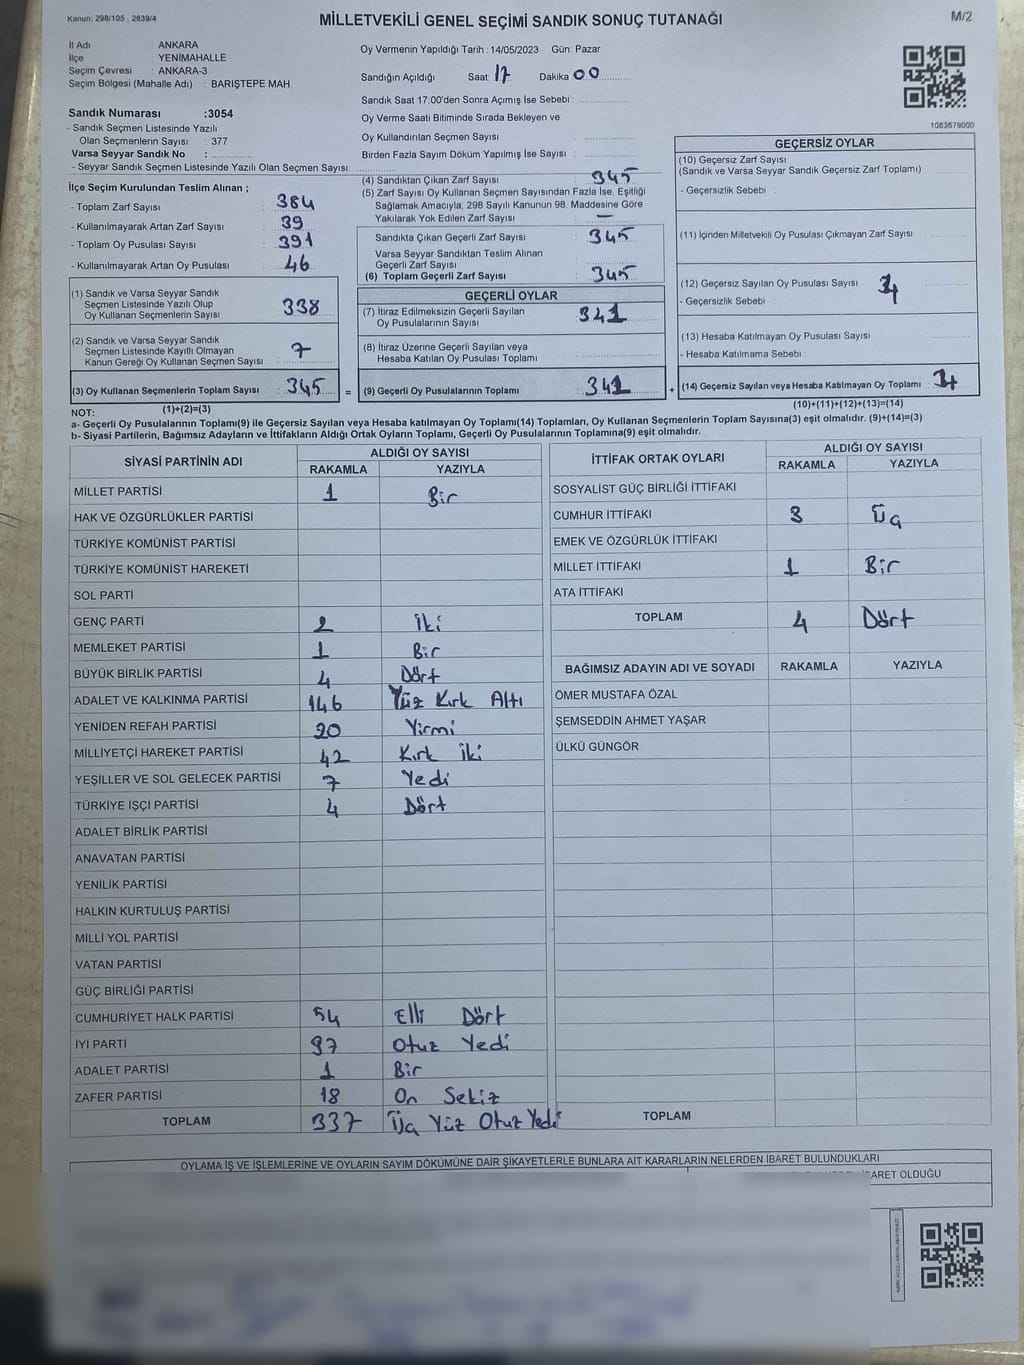 Kanun; 298/105 , 2839/4
MİLLETVEKİLİ GENEL SEÇİMİ SANDIK SONUÇ TUTANAĞI
M/2
İl Adı : ANKARA
İlçe : YENİMAHALLE
Seçim Çevresi : ANKARA-3
Seçim Bölgesi (Mahalle Adı) : BARIŞTEPE MAH
Sandık Numarası :3054
- Sandık Seçmen Listesinde Yazılı
Olan Seçmenlerin Sayısı : 377
Varsa Seyyar Sandık No :
- Seyyar Sandık Seçmen Listesinde Yazılı Olan Seçmen Sayısı:
Oy Vermenin Yapıldığı Tarih : 14/05/2023 Gün: Pazar
Sandığın Açıldığı Saat: 17 Dakika 00
Sandık Saat 17:00'den Sonra Açımış İse Sebebi :
Oy Verme Saati Bitiminde Sırada Bekleyen ve
Oy Kullandırılan Seçmen Sayısı :
Birden Fazla Sayım Döküm Yapılmış İse Sayısı :
1083679000
İlçe Seçim Kurulundan Teslim Alınan ;
- Toplam Zarf Sayısı : 384
- Kullanılmayarak Artan Zarf Sayısı : 39
- Toplam Oy Pusulası Sayısı : 391
- Kullanılmayarak Artan Oy Pusulası : 46
(1) Sandık ve Varsa Seyyar Sandık
Seçmen Listesinde Yazılı Olup
Oy Kullanan Seçmenlerin Sayısı : 338
(2) Sandık ve Varsa Seyyar Sandık
Seçmen Listesinde Kayıtlı Olmayan
Kanun Gereği Oy Kullanan Seçmen Sayısı : 7
(3) Oy Kullanan Seçmenlerin Toplam Sayısı : 345 =
(1)+(2)=(3)
(4) Sandıktan Çıkan Zarf Sayısı : 345
(5) Zarf Sayısı Oy Kullanan Seçmen Sayısından Fazla İse, Eşitliği
Sağlamak Amacıyla, 298 Sayılı Kanunun 98. Maddesine Göre
Yakılarak Yok Edilen Zarf Sayısı : —
Sandıkta Çıkan Geçerli Zarf Sayısı : 345
Varsa Seyyar Sandıktan Teslim Alınan
Geçerli Zarf Sayısı :
(6) Toplam Geçerli Zarf Sayısı : 345
GEÇERLİ OYLAR
(7) İtiraz Edilmeksizin Geçerli Sayılan
Oy Pusulalarının Sayısı : 341
(8) İtiraz Üzerine Geçerli Sayılan veya
Hesaba Katılan Oy Pusulası Toplamı :
(9) Geçerli Oy Pusulalarının Toplamı : 341 +
GEÇERSİZ OYLAR
(10) Geçersiz Zarf Sayısı
(Sandık ve Varsa Seyyar Sandık Geçersiz Zarf Toplamı) :
- Geçersizlik Sebebi :
(11) İçinden Milletvekili Oy Pusulası Çıkmayan Zarf Sayısı
(12) Geçersiz Sayılan Oy Pusulası Sayısı : 4
- Geçersizlik Sebebi :
(13) Hesaba Katılmayan Oy Pusulası Sayısı :
- Hesaba Katılmama Sebebi :
(14) Geçersiz Sayılan veya Hesaba Katılmayan Oy Toplamı : 4
(10)+(11)+(12)+(13)=(14)
NOT:
a- Geçerli Oy Pusulalarının Toplamı(9) ile Geçersiz Sayılan veya Hesaba katılmayan Oy Toplamı(14) Toplamları, Oy Kullanan Seçmenlerin Toplam Sayısına(3) eşit olmalıdır. (9)+(14)=(3)
b- Siyasi Partilerin, Bağımsız Adayların ve İttifakların Aldığı Ortak Oyların Toplamı, Geçerli Oy Pusulalarının Toplamına(9) eşit olmalıdır.
SİYASİ PARTİNİN ADI
ALDIĞI OY SAYISI
RAKAMLA YAZIYLA
MİLLET PARTİSİ 1 Bir
HAK VE ÖZGÜRLÜKLER PARTİSİ
TÜRKİYE KOMÜNİST PARTİSİ
TÜRKİYE KOMÜNİST HAREKETİ
SOL PARTİ
GENÇ PARTİ 2 İki
MEMLEKET PARTİSİ 1 Bir
BÜYÜK BİRLİK PARTİSİ 4 Dört
ADALET VE KALKINMA PARTİSİ 146 Yüz Kırk Altı
YENİDEN REFAH PARTİSİ 20 Yirmi
MİLLİYETÇİ HAREKET PARTİSİ 42 Kırk İki
YEŞİLLER VE SOL GELECEK PARTİSİ 7 Yedi
TÜRKİYE İŞÇİ PARTİSİ 4 Dört
ADALET BİRLİK PARTİSİ
ANAVATAN PARTİSİ
YENİLİK PARTİSİ
HALKIN KURTULUŞ PARTİSİ
MİLLİ YOL PARTİSİ
VATAN PARTİSİ
GÜÇ BİRLİĞİ PARTİSİ
CUMHURİYET HALK PARTİSİ 54 Elli Dört
İYİ PARTİ 37 Otuz Yedi
ADALET PARTİSİ 1 Bir
ZAFER PARTİSİ 18 On Sekiz
TOPLAM 337 Üç Yüz Otuz Yedi
İTTİFAK ORTAK OYLARI
ALDIĞI OY SAYISI
RAKAMLA YAZIYLA
SOSYALİST GÜÇ BİRLİĞİ İTTİFAKI
CUMHUR İTTİFAKI 3 Üç
EMEK VE ÖZGÜRLÜK İTTİFAKI
MİLLET İTTİFAKI 1 Bir
ATA İTTİFAKI
TOPLAM 4 Dört
BAĞIMSIZ ADAYIN ADI VE SOYADI RAKAMLA YAZIYLA
ÖMER MUSTAFA ÖZAL
ŞEMSEDDİN AHMET YAŞAR
ÜLKÜ GÜNGÖR
TOPLAM
OYLAMA İŞ VE İŞLEMLERİNE VE OYLARIN SAYIM DÖKÜMÜNE DAİR ŞİKAYETLERLE BUNLARA AİT KARARLARIN NELERDEN İBARET BULUNDUKLARI
OLDUĞU